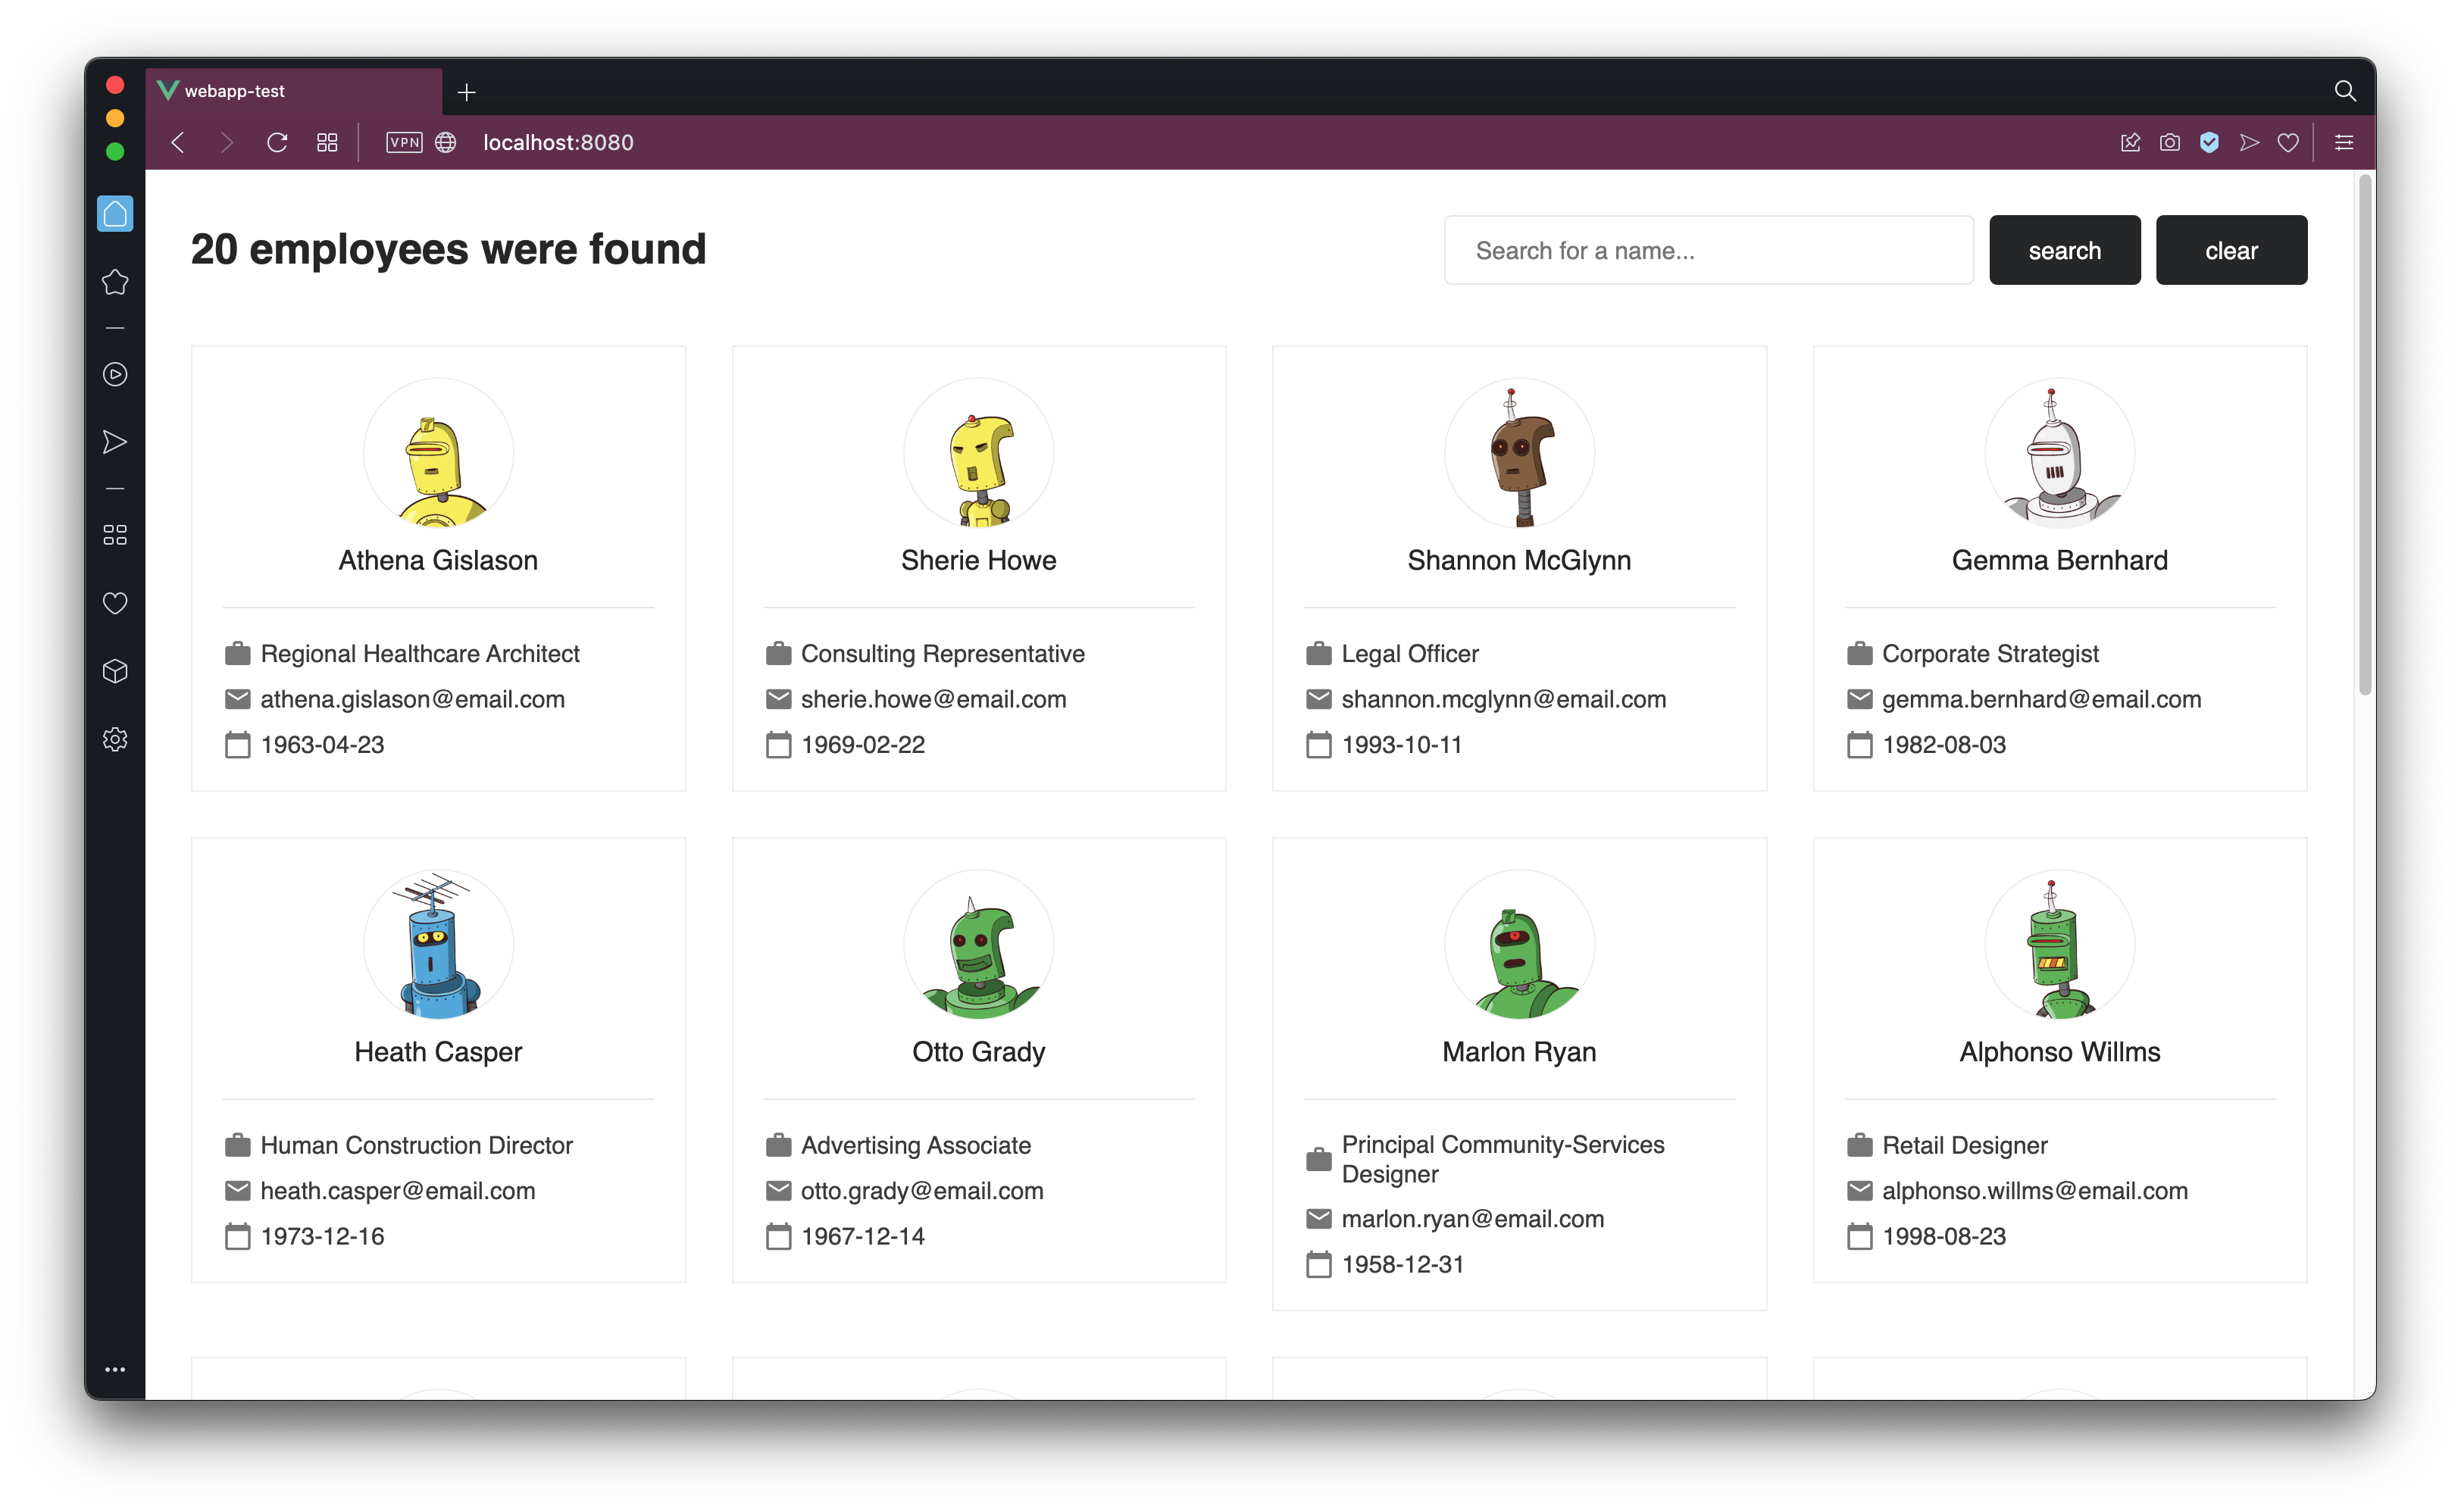 webapp-test
VPN localhost:8080
20 employees were found
Search for a name...
search
clear
Athena Gislason
Regional Healthcare Architect
athena.gislason@email.com
1963-04-23
Sherie Howe
Consulting Representative
sherie.howe@email.com
1969-02-22
Shannon McGlynn
Legal Officer
shannon.mcglynn@email.com
1993-10-11
Gemma Bernhard
Corporate Strategist
gemma.bernhard@email.com
1982-08-03
Heath Casper
Human Construction Director
heath.casper@email.com
1973-12-16
Otto Grady
Advertising Associate
otto.grady@email.com
1967-12-14
Marlon Ryan
Principal Community-Services
Designer
marlon.ryan@email.com
1958-12-31
Alphonso Willms
Retail Designer
alphonso.willms@email.com
1998-08-23